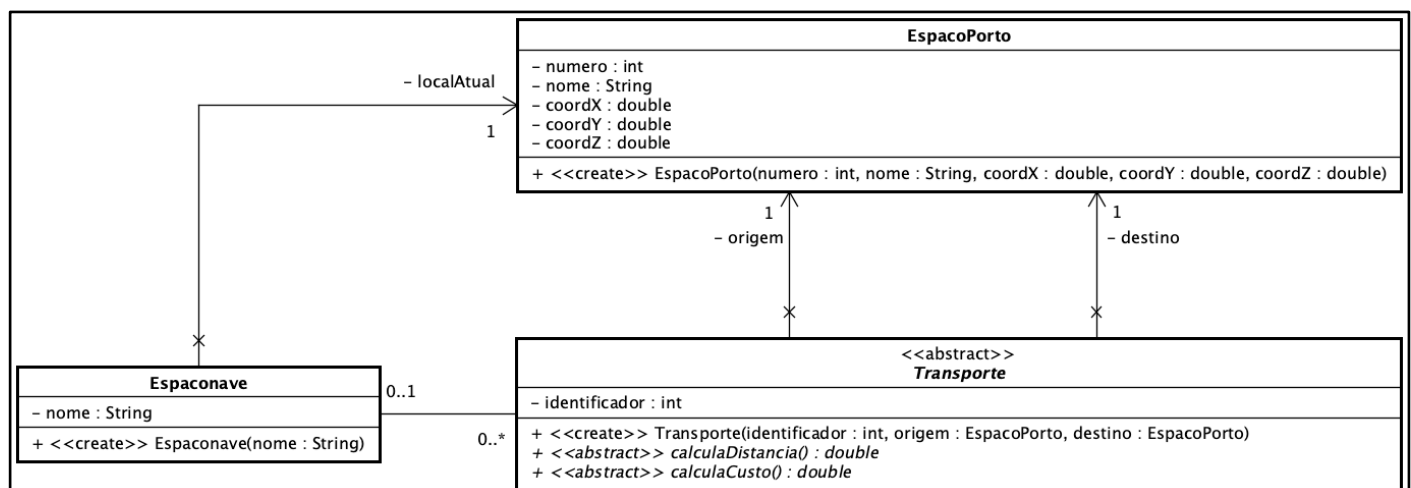 EspacoPorto
– numero : int
– nome : String
– coordX : double
– coordY : double
– coordZ : double
+ <<create>> EspacoPorto(numero : int, nome : String, coordX : double, coordY : double, coordZ : double)
– localAtual
1
1
– origem
1
– destino
Espaconave
– nome : String
+ <<create>> Espaconave(nome : String)
0..1
0..*
<<abstract>>
Transporte
– identificador : int
+ <<create>> Transporte(identificador : int, origem : EspacoPorto, destino : EspacoPorto)
+ <<abstract>> calculaDistancia() : double
+ <<abstract>> calculaCusto() : double